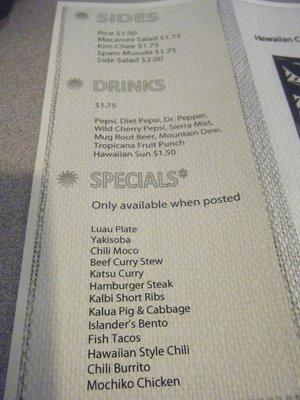 SIDES
Rice $1.50
Macaroni Salad $1.75
Kim Chee $1.75
Spam Musubi $1.75
Side Salad $2.00
DRINKS
$1.75
Pepsi, Diet Pepsi, Dr. Pepper,
Wild Cherry Pepsi, Sierra Mist,
Mug Root Beer, Mountain Dew,
Tropicana Fruit Punch
Hawaiian Sun $1.50
SPECIALS*
Only available when posted
Luau Plate
Yakisoba
Chili Moco
Beef Curry Stew
Katsu Curry
Hamburger Steak
Kalbi Short Ribs
Kalua Pig & Cabbage
Islander's Bento
Fish Tacos
Hawaiian Style Chili
Chili Burrito
Mochiko Chicken
Hawaiian C